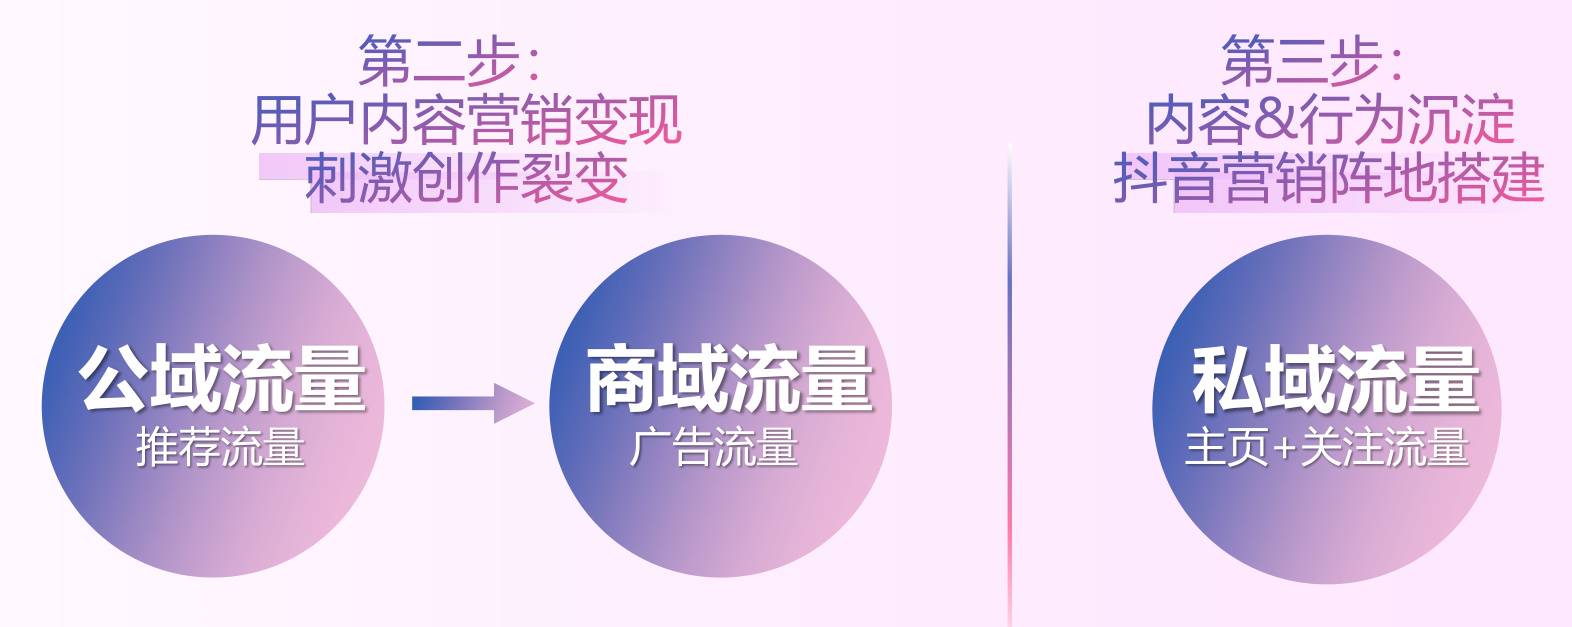 第二步：
用户内容营销变现
刺激创作裂变
公域流量
推荐流量
商域流量
广告流量
第三步：
内容&行为沉淀
抖音营销阵地搭建
私域流量
主页+关注流量